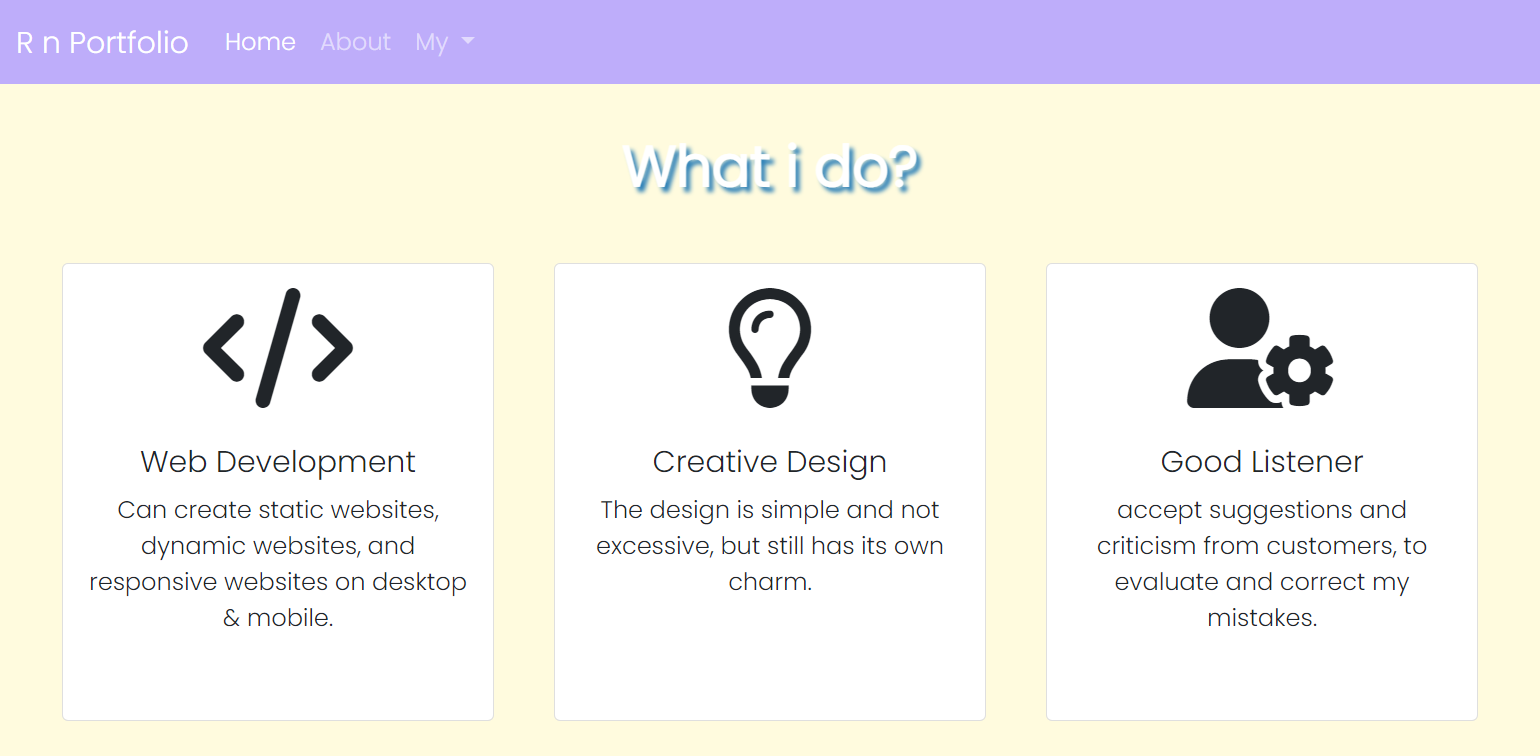 R n Portfolio Home About My
What i do?
Web Development
Can create static websites,
dynamic websites, and
responsive websites on desktop
& mobile.
Creative Design
The design is simple and not
excessive, but still has its own
charm.
Good Listener
accept suggestions and
criticism from customers, to
evaluate and correct my
mistakes.